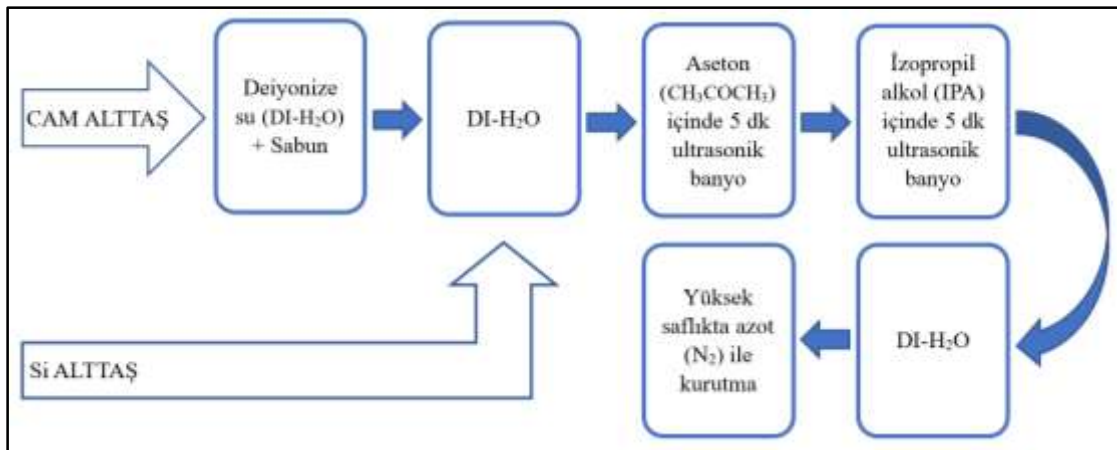 CAM ALTTAŞ
Deiyonize
su (DI-H₂O)
+ Sabun
DI-H₂O
Aseton
(CH₃COCH₃)
içinde 5 dk
ultrasonik
banyo
İzopropil
alkol (IPA)
içinde 5 dk
ultrasonik
banyo
DI-H₂O
Yüksek
saflıkta azot
(N₂) ile
kurutma
Si ALTTAŞ